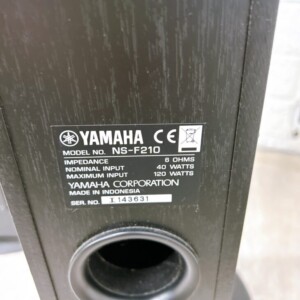 YAMAHA CE
MODEL NO. NS-F210
IMPEDANCE 6 OHMS
NOMINAL INPUT 40 WATTS
MAXIMUM INPUT 120 WATTS
YAMAHA CORPORATION
MADE IN INDONESIA
SER. NO. I 143631